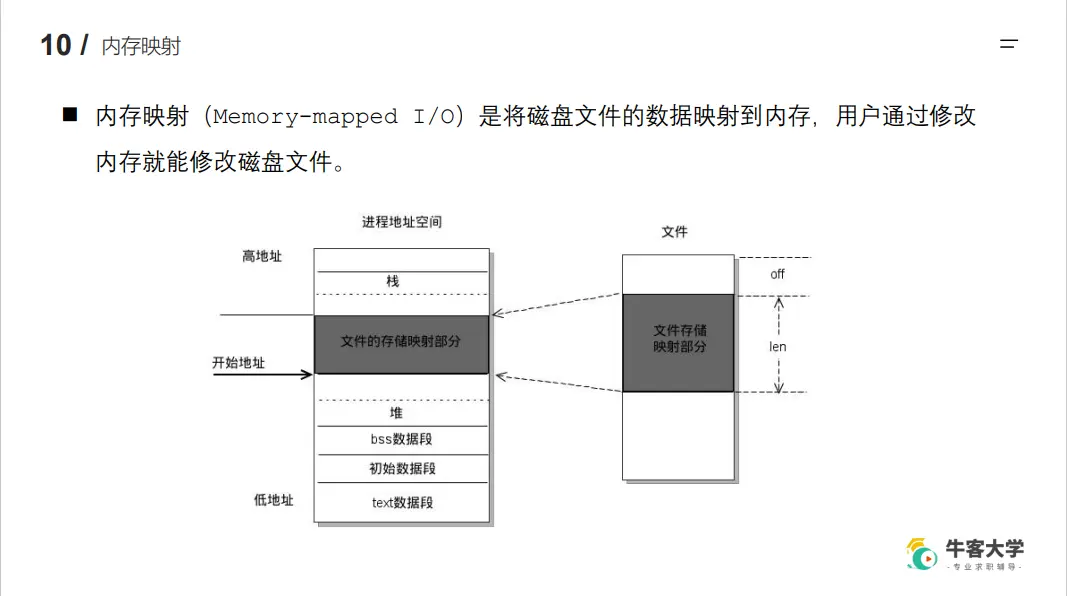 10 / 内存映射
■ 内存映射（Memory-mapped I/O）是将磁盘文件的数据映射到内存，用户通过修改
内存就能修改磁盘文件。
进程地址空间
文件
高地址
栈
off
文件的存储映射部分
文件存储
映射部分
len
开始地址
堆
bss数据段
初始数据段
低地址
text数据段
牛客大学
-专业求职辅导-